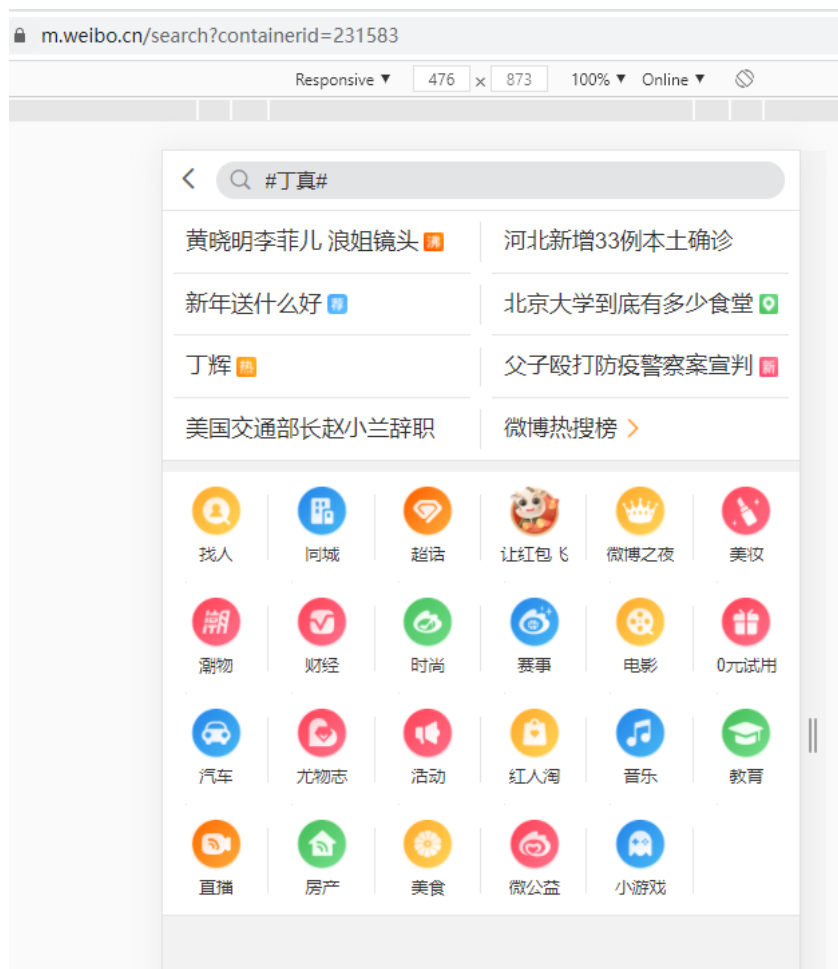 m.weibo.cn/search?containerid=231583
Responsive ▼ 476 × 873 100% ▼ Online ▼
#丁真#
黄晓明李菲儿 浪姐镜头 沸 河北新增33例本土确诊
新年送什么好 荐 北京大学到底有多少食堂
丁辉 热 父子殴打防疫警察案宣判 新
美国交通部长赵小兰辞职 微博热搜榜
找人 同城 超话 让红包飞 微博之夜 美妆
潮
潮物 财经 时尚 赛事 电影 0元试用
汽车 尤物志 活动 红人淘 音乐 教育
直播 房产 美食 微公益 小游戏